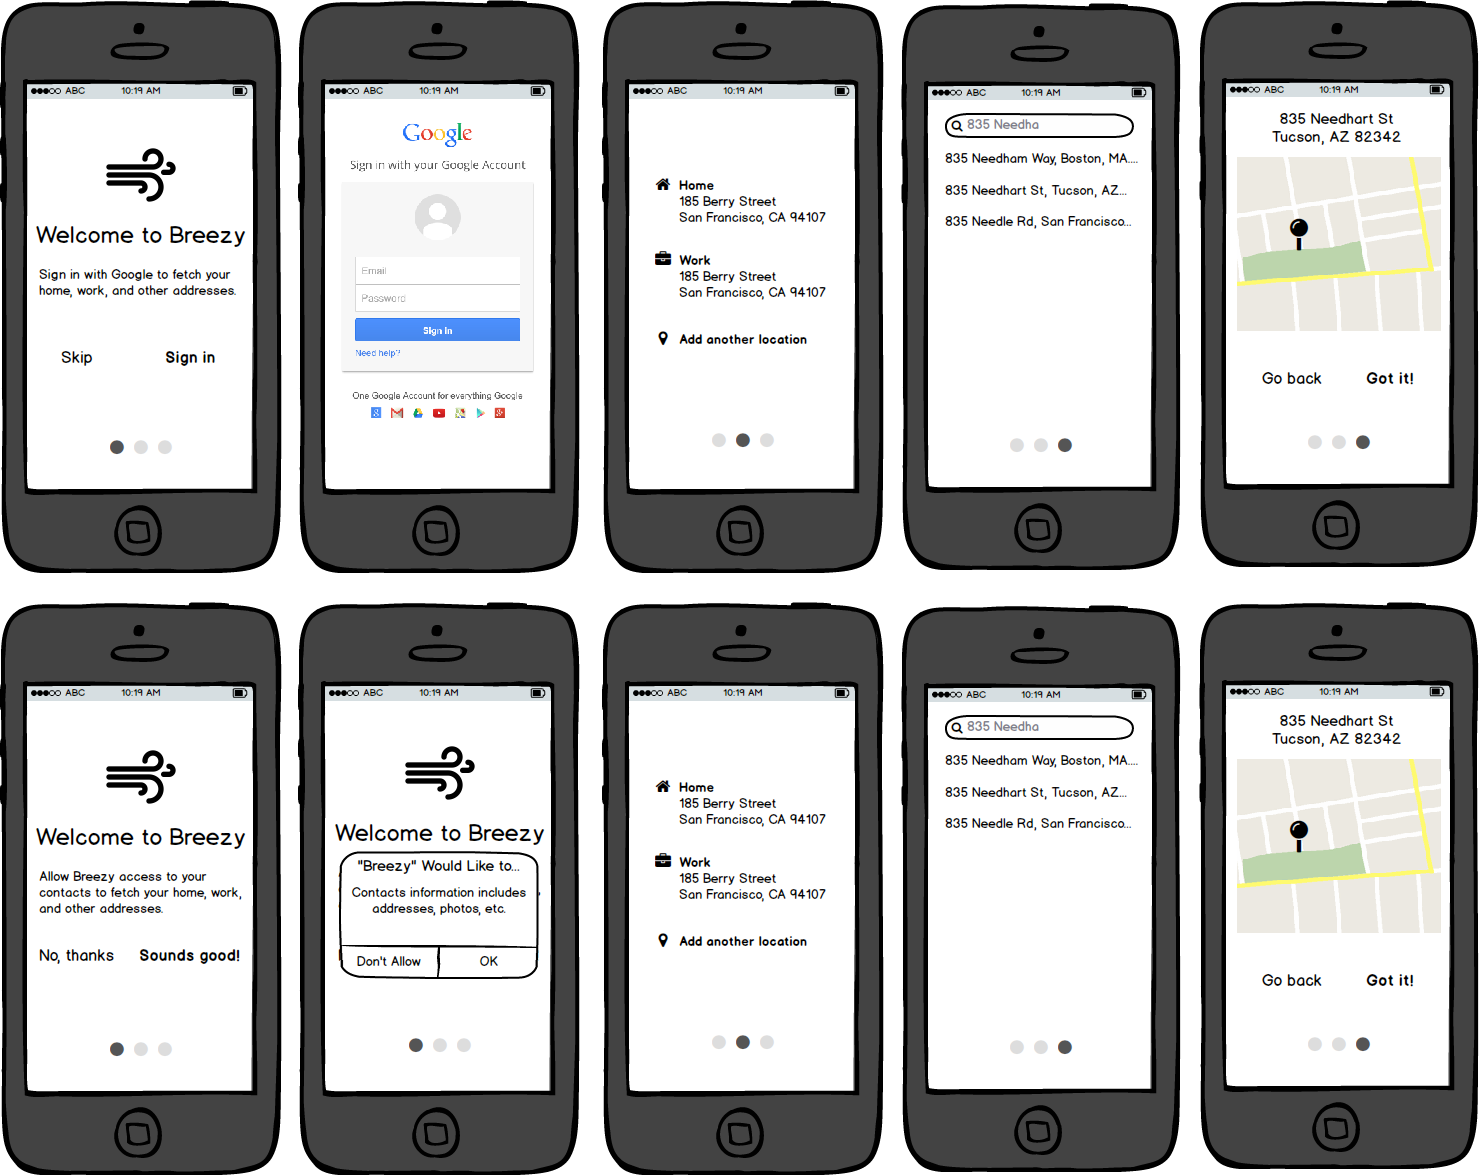 ABC 10:19 AM
Welcome to Breezy
Sign in with Google to fetch your
home, work, and other addresses.
Skip Sign in
ABC 10:19 AM
Google
Sign in with your Google Account
Email
Password
Sign in
Need help?
One Google Account for everything Google
ABC 10:19 AM
Home
185 Berry Street
San Francisco, CA 94107
Work
185 Berry Street
San Francisco, CA 94107
Add another location
ABC 10:19 AM
835 Needha
835 Needham Way, Boston, MA....
835 Needhart St, Tucson, AZ...
835 Needle Rd, San Francisco...
ABC 10:19 AM
835 Needhart St
Tucson, AZ 82342
Go back Got it!
ABC 10:19 AM
Welcome to Breezy
Allow Breezy access to your
contacts to fetch your home, work,
and other addresses.
No, thanks Sounds good!
ABC 10:19 AM
Welcome to Breezy
"Breezy" Would Like to...
Contacts information includes
addresses, photos, etc.
Don't Allow OK
ABC 10:19 AM
Home
185 Berry Street
San Francisco, CA 94107
Work
185 Berry Street
San Francisco, CA 94107
Add another location
ABC 10:19 AM
835 Needha
835 Needham Way, Boston, MA....
835 Needhart St, Tucson, AZ...
835 Needle Rd, San Francisco...
ABC 10:19 AM
835 Needhart St
Tucson, AZ 82342
Go back Got it!